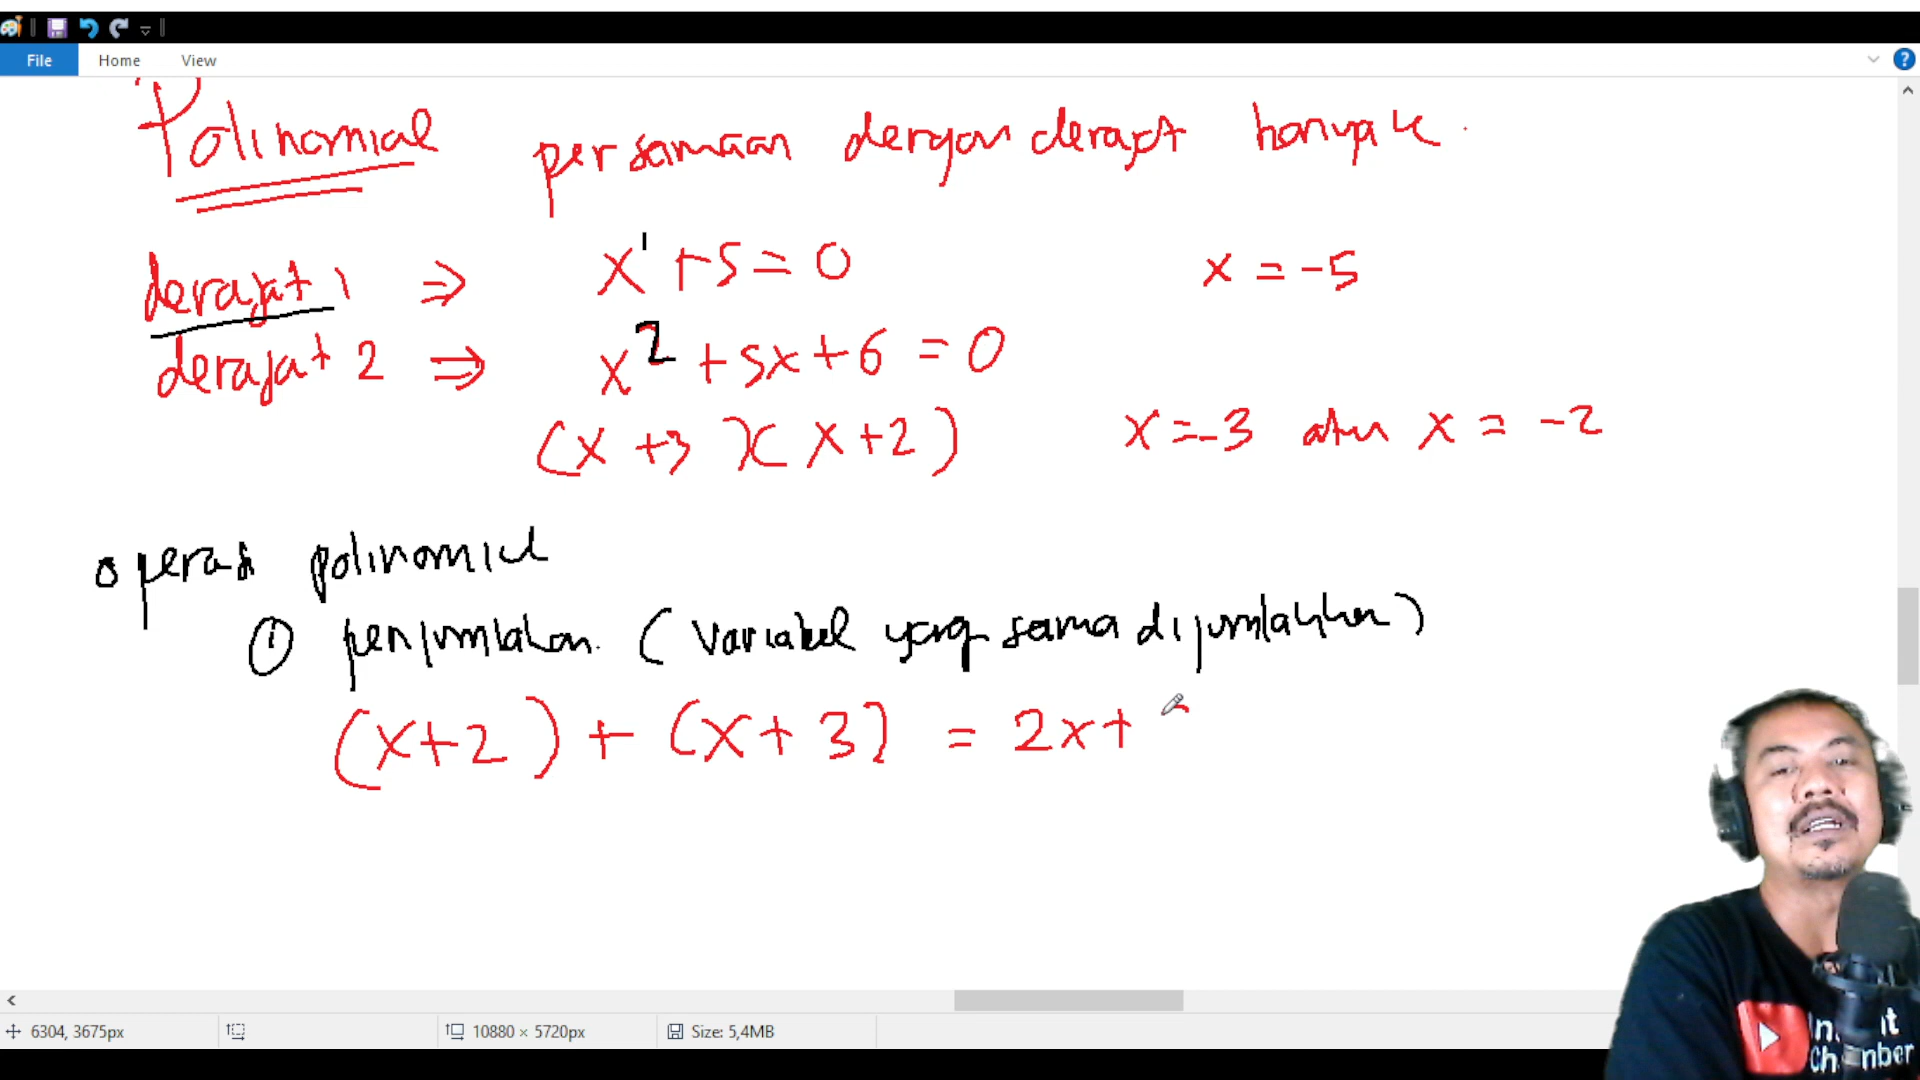 File Home View
Polinomial persamaan dengan derajat banyak.
derajat 1 ⇒ x¹ + 5 = 0 x = -5
derajat 2 ⇒ x² + 5x + 6 = 0
(x + 3)(x + 2) x = -3 atau x = -2
operasi polinomial
① penjumlahan. (variabel yang sama dijumlahkan)
(x+2) + (x+3) = 2x+
6304, 3675px 10880 × 5720px Size: 5,4MB